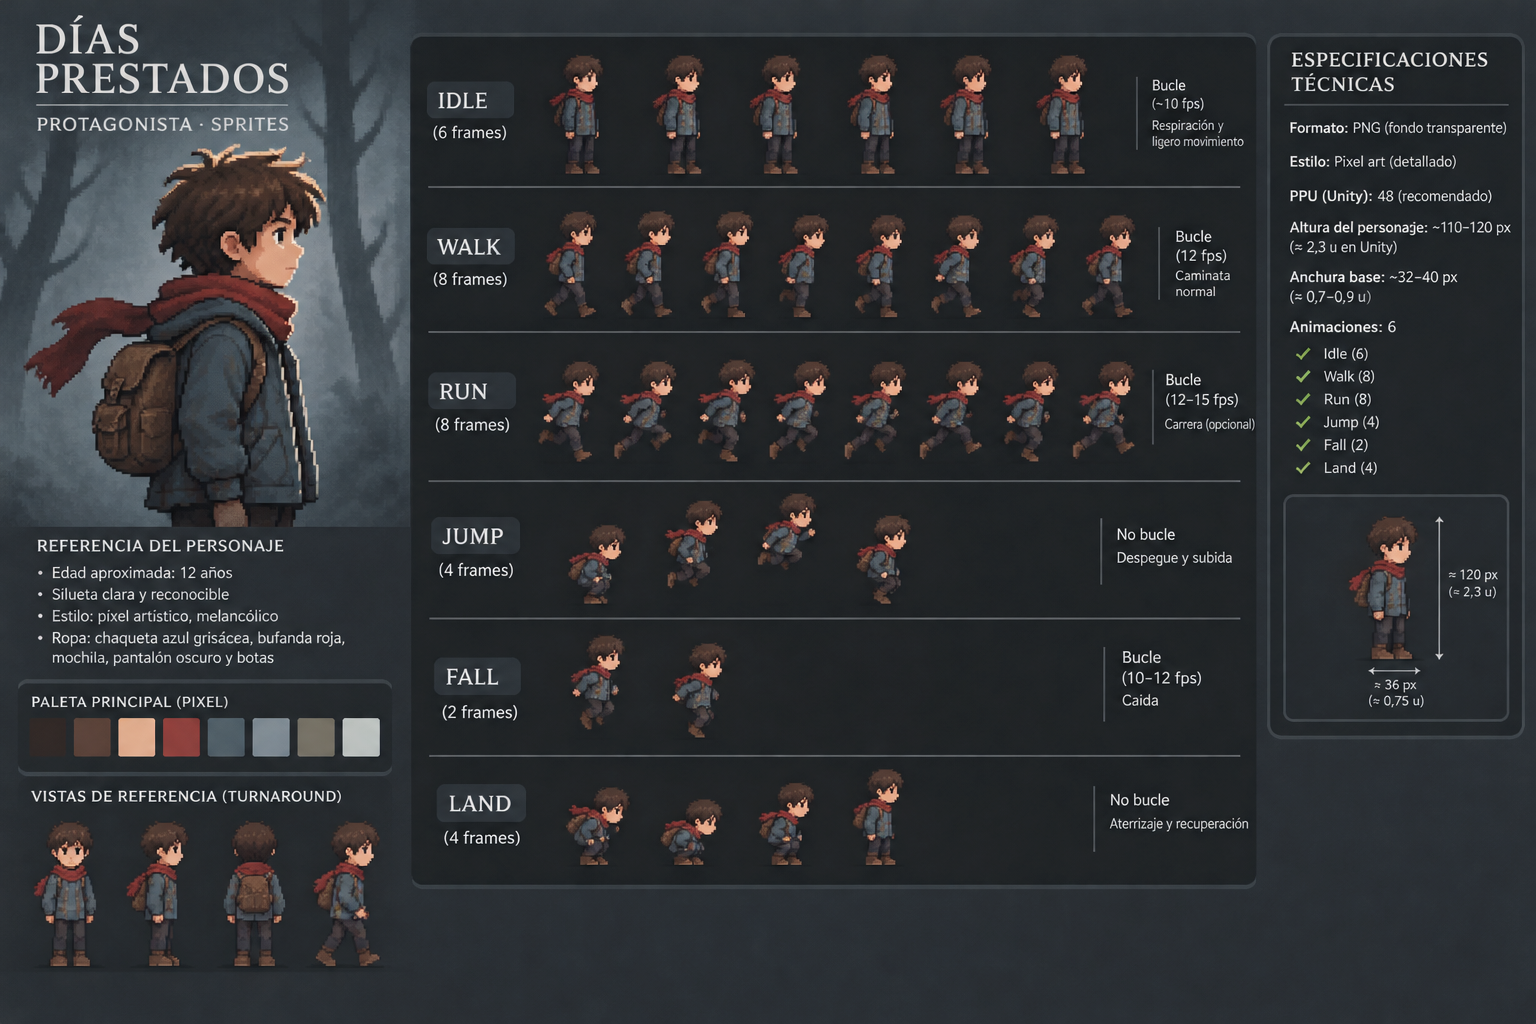 DÍAS
PRESTADOS
PROTAGONISTA · SPRITES
REFERENCIA DEL PERSONAJE
• Edad aproximada: 12 años
• Silueta clara y reconocible
• Estilo: pixel artístico, melancólico
• Ropa: chaqueta azul grisácea, bufanda roja,
mochila, pantalón oscuro y botas
PALETA PRINCIPAL (PIXEL)
VISTAS DE REFERENCIA (TURNAROUND)
IDLE
(6 frames)
Bucle
(~10 fps)
Respiración y
ligero movimiento
WALK
(8 frames)
Bucle
(12 fps)
Caminata
normal
RUN
(8 frames)
Bucle
(12–15 fps)
Carrera (opcional)
JUMP
(4 frames)
No bucle
Despegue y subida
FALL
(2 frames)
Bucle
(10–12 fps)
Caida
LAND
(4 frames)
No bucle
Aterrizaje y recuperación
ESPECIFICACIONES
TÉCNICAS
Formato: PNG (fondo transparente)
Estilo: Pixel art (detallado)
PPU (Unity): 48 (recomendado)
Altura del personaje: ~110–120 px
(≈ 2,3 u en Unity)
Anchura base: ~32–40 px
(≈ 0,7–0,9 u)
Animaciones: 6
✓ Idle (6)
✓ Walk (8)
✓ Run (8)
✓ Jump (4)
✓ Fall (2)
✓ Land (4)
≈ 120 px
(≈ 2,3 u)
≈ 36 px
(≈ 0,75 u)